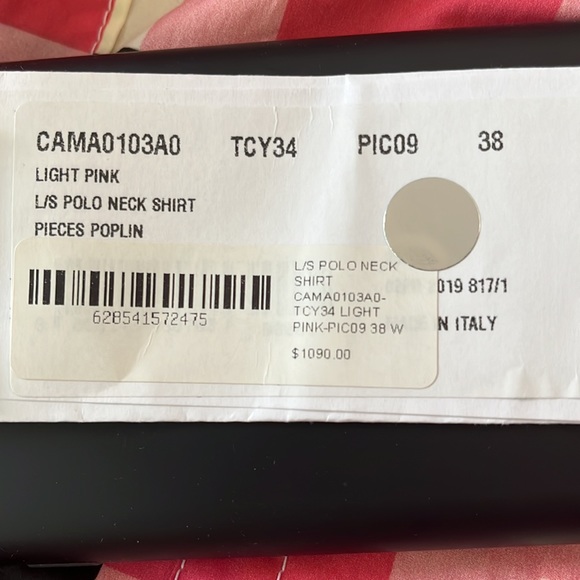 CAMA0103A0 TCY34 PIC09 38
LIGHT PINK
L/S POLO NECK SHIRT
PIECES POPLIN
628541572475
L/S POLO NECK
SHIRT
CAMA0103A0-
TCY34 LIGHT
PINK-PIC09 38 W
$1090.00
019 817/1
N ITALY